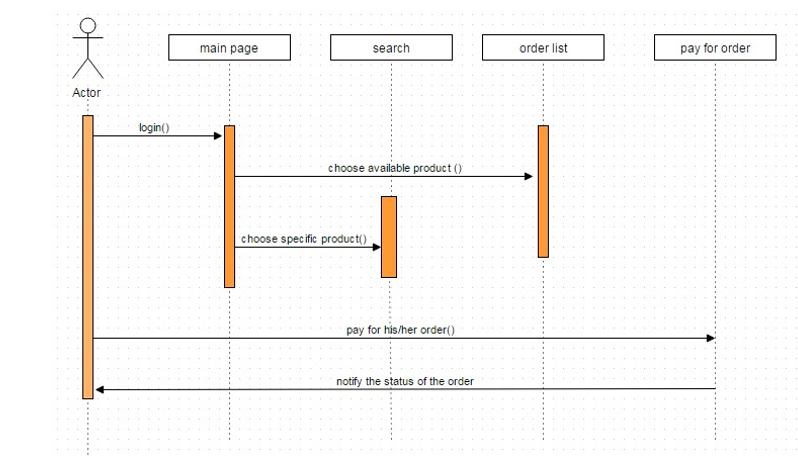 main page
search
order list
pay for order
Actor
login()
choose available product ()
choose specific product()
pay for his/her order()
notify the status of the order